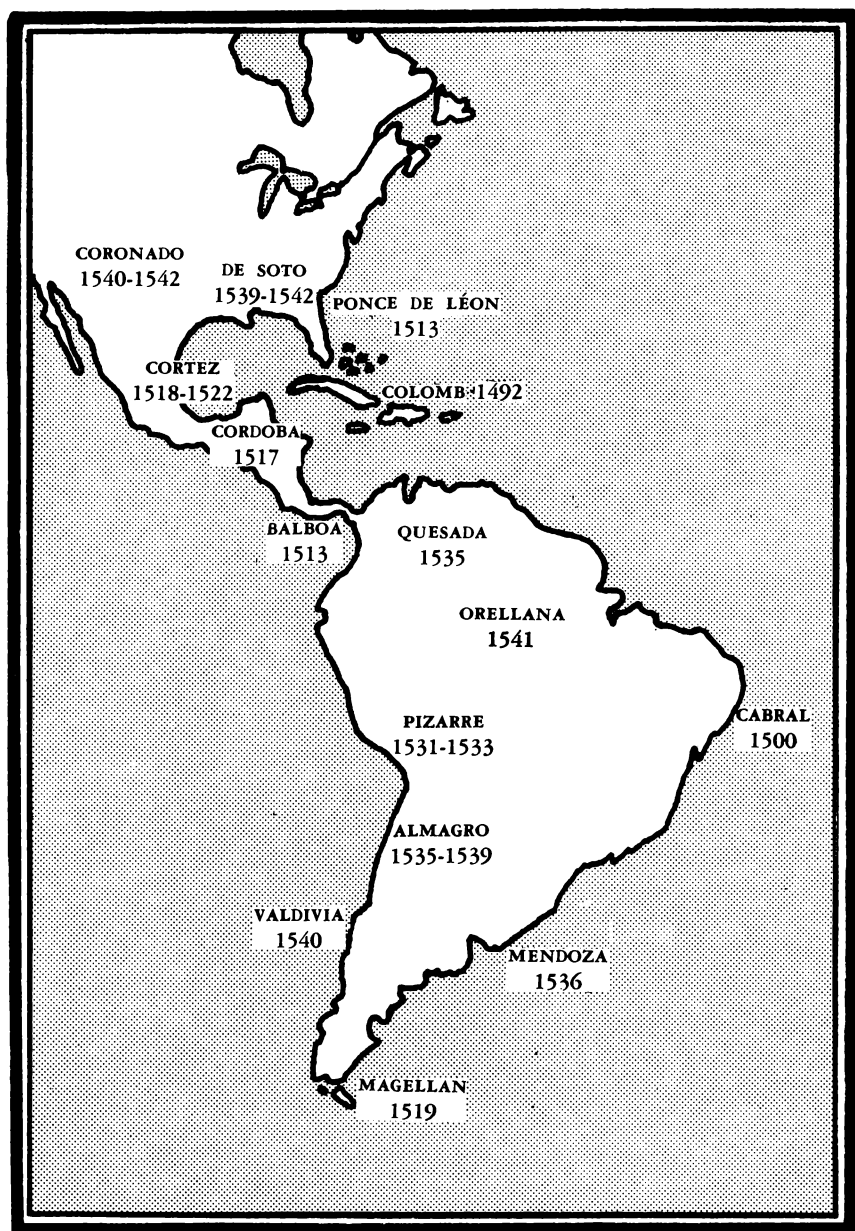 CORONADO
1540-1542
DE SOTO
1539-1542
PONCE DE LÉON
1513
CORTEZ
1518-1522
COLOMB 1492
CORDOBA
1517
BALBOA
1513
QUESADA
1535
ORELLANA
1541
PIZARRE
1531-1533
CABRAL
1500
ALMAGRO
1535-1539
VALDIVIA
1540
MENDOZA
1536
MAGELLAN
1519